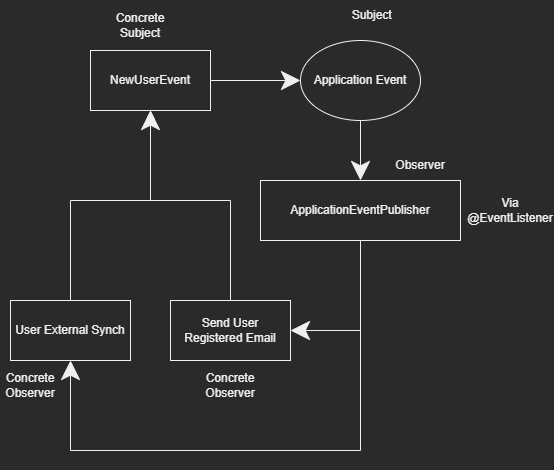 Concrete
Subject
Subject
NewUserEvent
Application Event
Observer
ApplicationEventPublisher
Via
@EventListener
User External Synch
Send User
Registered Email
Concrete
Observer
Concrete
Observer